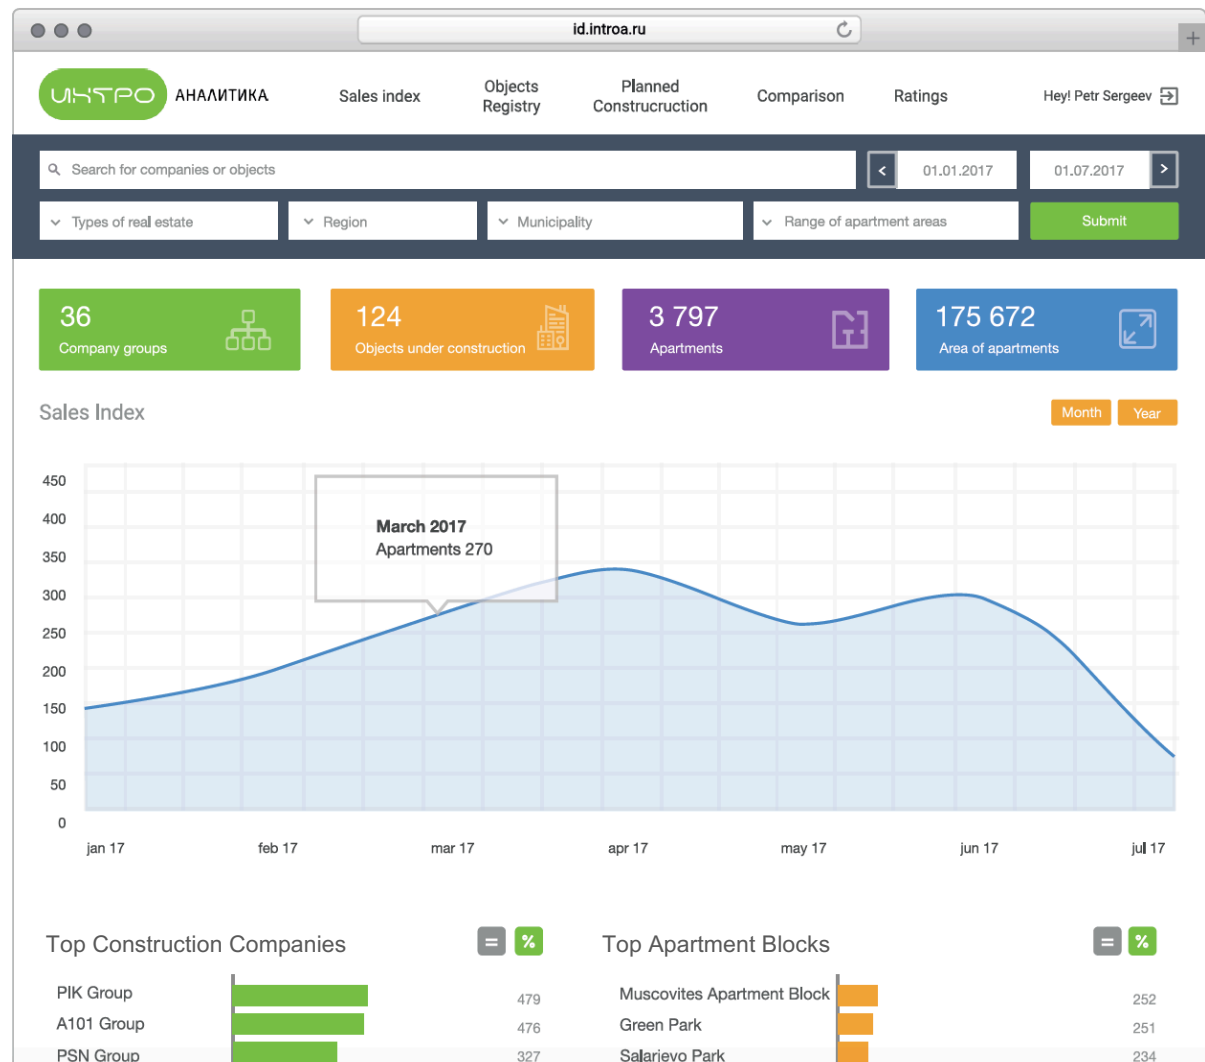 id.introa.ru
ИНТРО АНАЛИТИКА
Sales index
Objects
Registry
Planned
Construcruction
Comparison
Ratings
Hey! Petr Sergeev
Search for companies or objects
01.01.2017
01.07.2017
Types of real estate
Region
Municipality
Range of apartment areas
Submit
36
Company groups
124
Objects under construction
3 797
Apartments
175 672
Area of apartments
Sales Index
Month
Year
450
400
350
300
250
200
150
100
50
0
March 2017
Apartments 270
jan 17
feb 17
mar 17
apr 17
may 17
jun 17
jul 17
Top Construction Companies
= %
PIK Group 479
A101 Group 476
PSN Group 327
Top Apartment Blocks
= %
Muscovites Apartment Block 252
Green Park 251
Salarievo Park 234